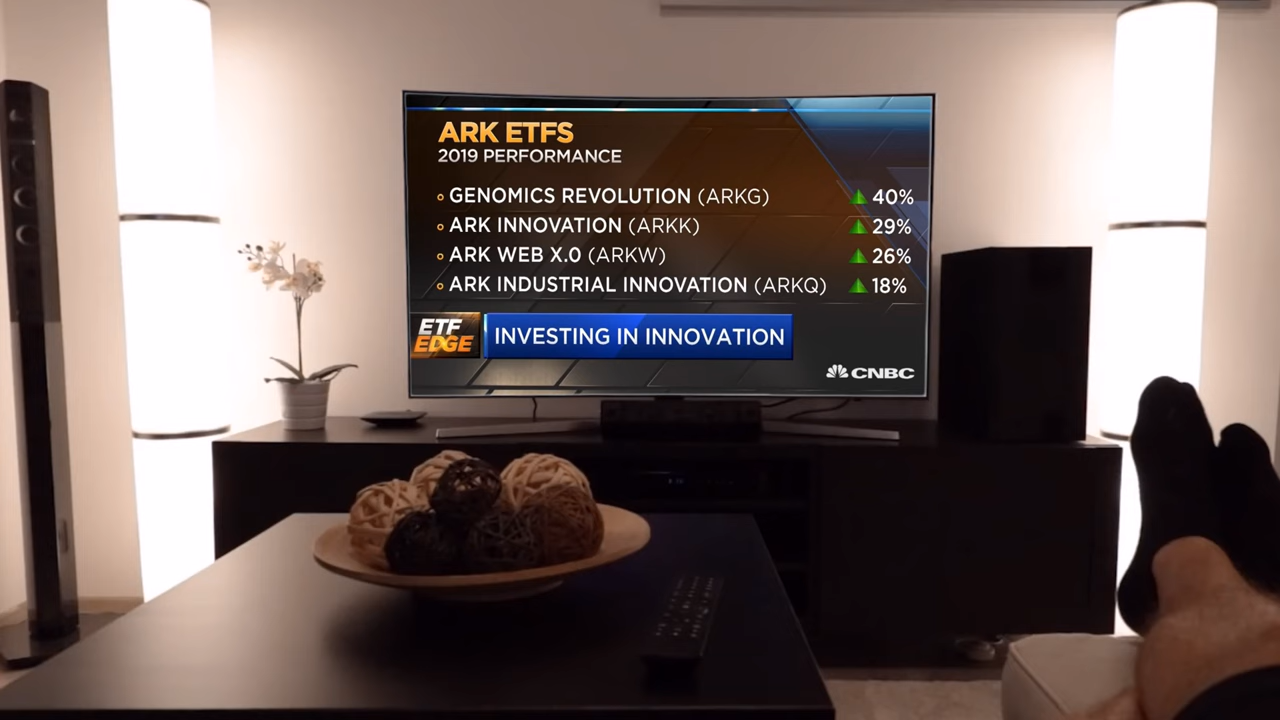 ARK ETFS
2019 PERFORMANCE
GENOMICS REVOLUTION (ARKG) 40%
ARK INNOVATION (ARKK) 29%
ARK WEB X.0 (ARKW) 26%
ARK INDUSTRIAL INNOVATION (ARKQ) 18%
ETF EDGE
INVESTING IN INNOVATION
CNBC